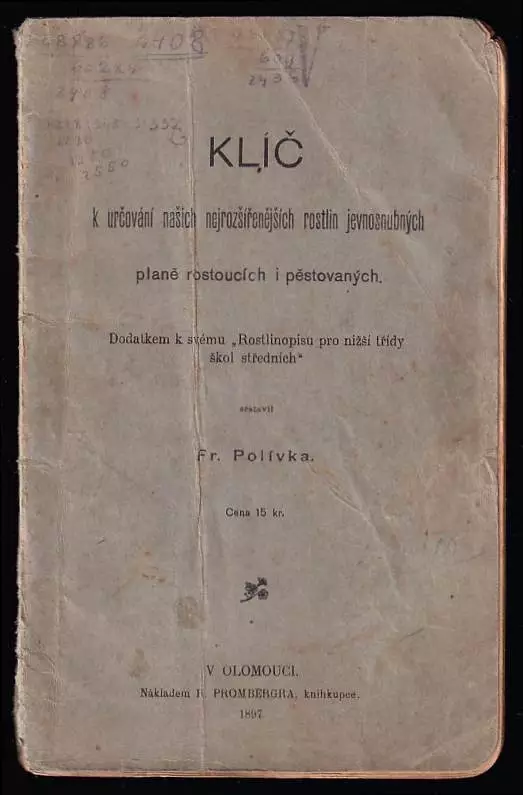 6408
KLÍČ
k určování našich nejrozšířenějších rostlin jevnosnubných
planě rostoucích i pěstovaných.
Dodatkem k svému „Rostlinopisu pro nižší třídy
škol středních“
sestavil
Fr. Polívka.
Cena 15 kr.
V OLOMOUCI.
Nákladem R. PROMBERGRA, knihkupce.
1897